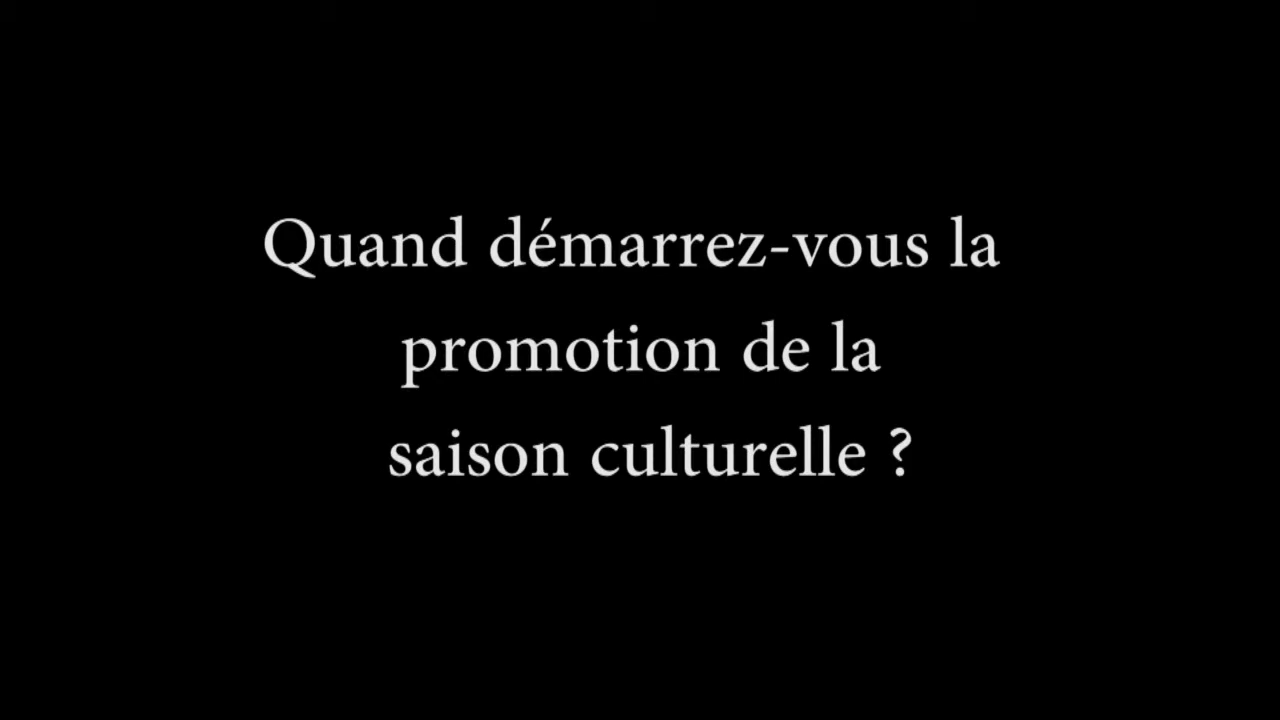 Quand démarrez-vous la
promotion de la
saison culturelle ?